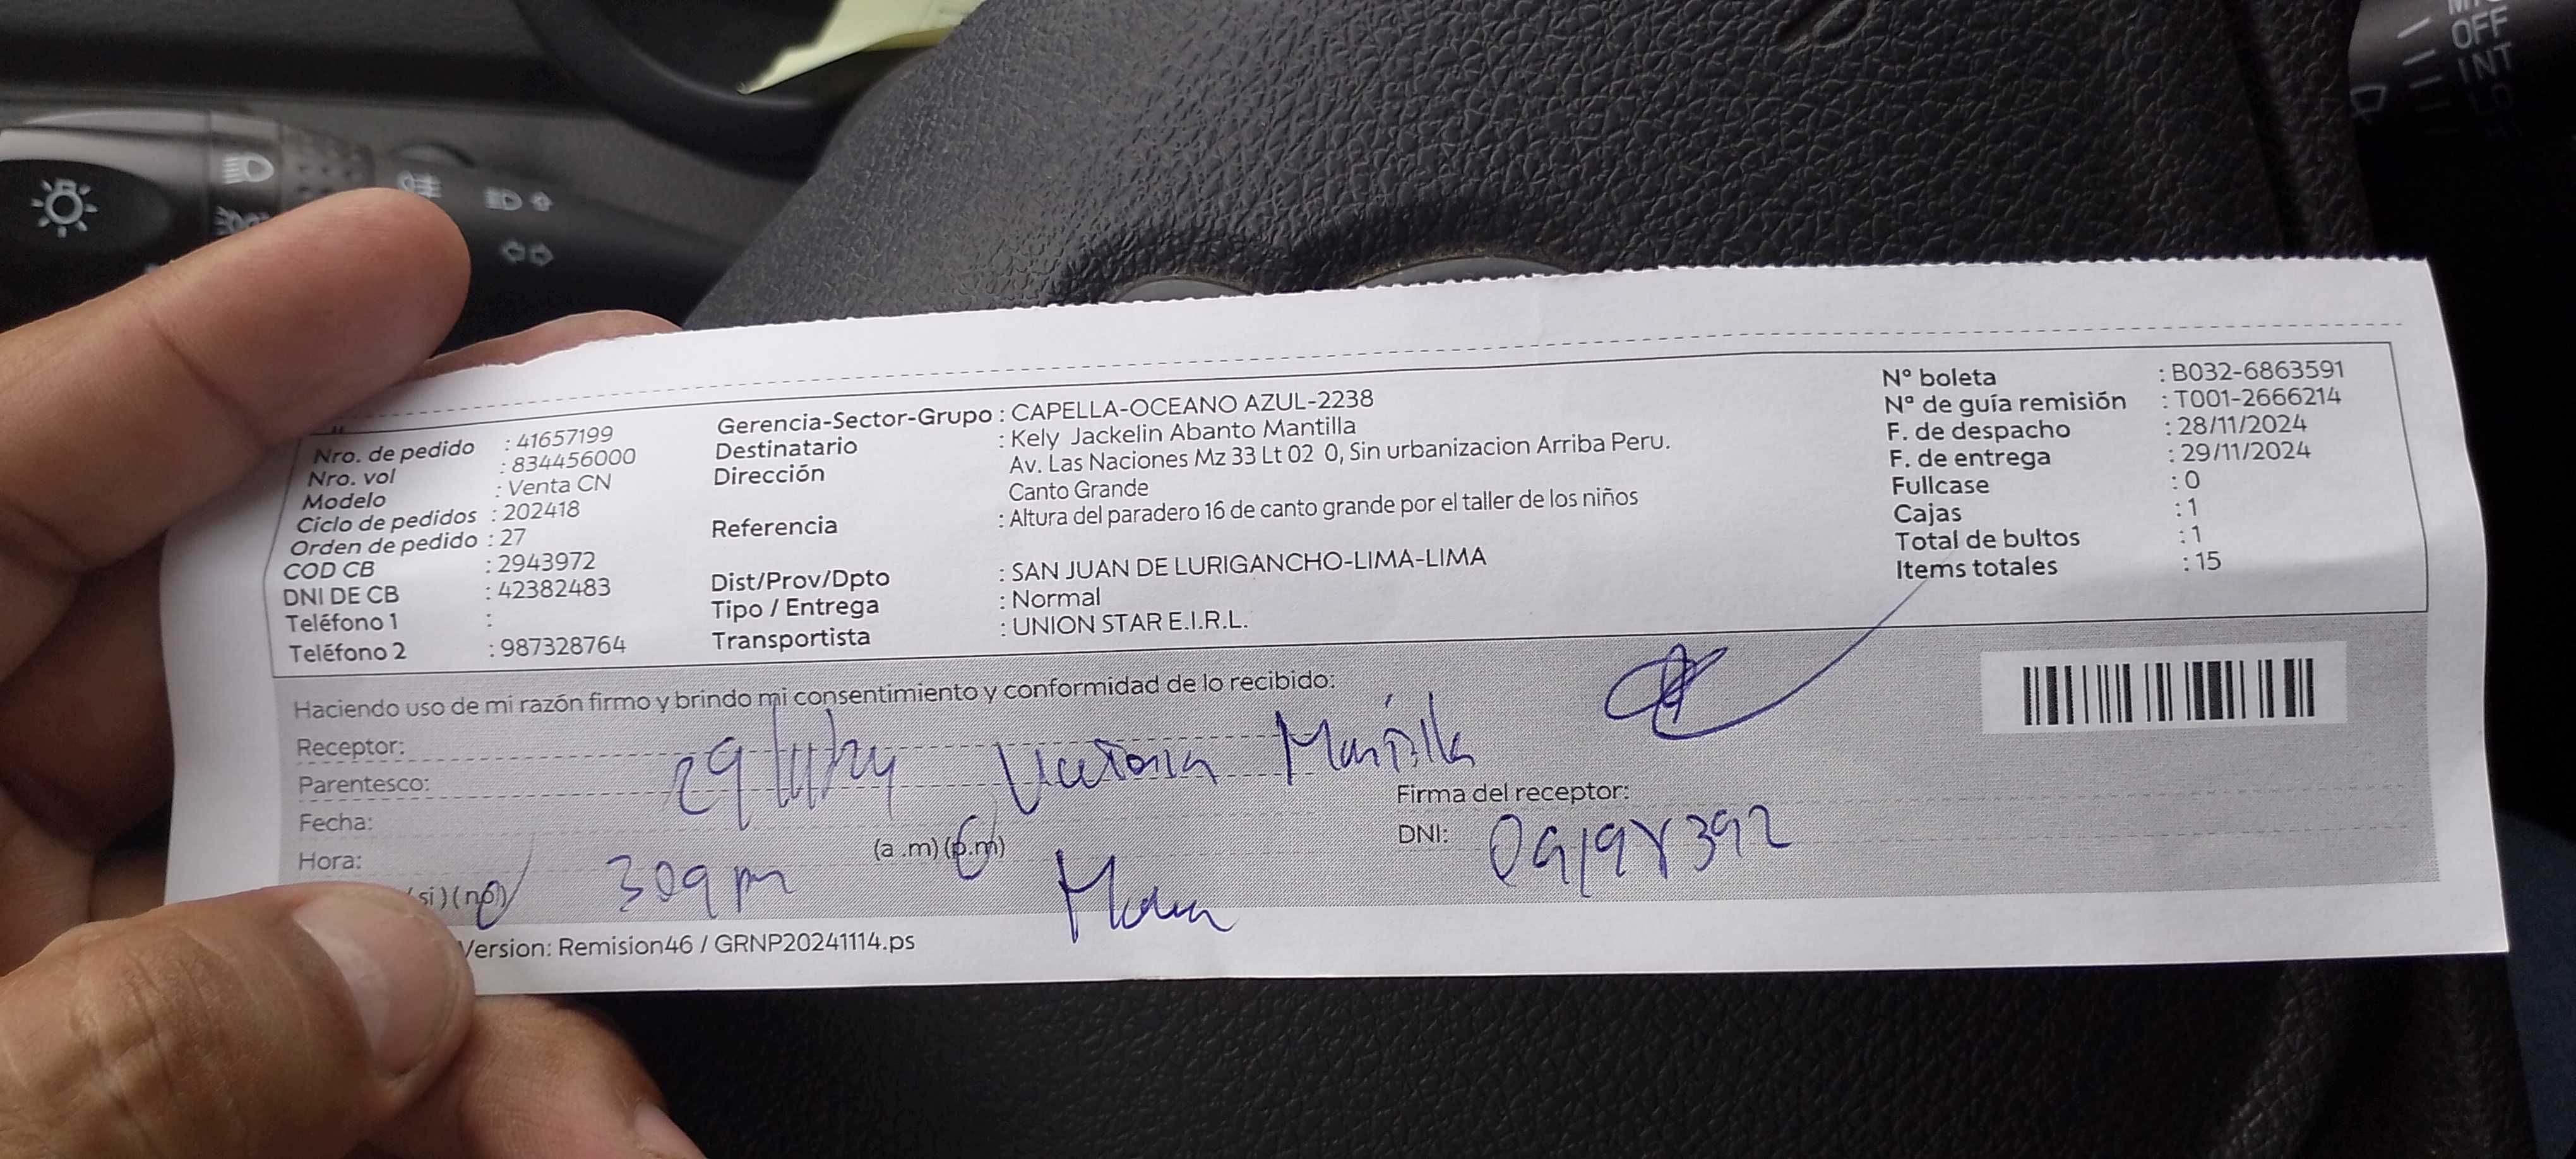 OFF
INT
Nro. de pedido : 41657199
Nro. vol : 834456000
Modelo : Venta CN
Ciclo de pedidos : 202418
Orden de pedido : 27
COD CB : 2943972
DNI DE CB : 42382483
Teléfono 1 :
Teléfono 2 : 987328764
Gerencia-Sector-Grupo : CAPELLA-OCEANO AZUL-2238
Destinatario : Kely Jackelin Abanto Mantilla
Dirección Av. Las Naciones Mz 33 Lt 02 0, Sin urbanizacion Arriba Peru.
Canto Grande
Referencia : Altura del paradero 16 de canto grande por el taller de los niños
Dist/Prov/Dpto : SAN JUAN DE LURIGANCHO-LIMA-LIMA
Tipo / Entrega : Normal
Transportista : UNION STAR E.I.R.L.
N° boleta : B032-6863591
N° de guía remisión : T001-2666214
F. de despacho : 28/11/2024
F. de entrega : 29/11/2024
Fullcase : 0
Cajas : 1
Total de bultos : 1
Items totales : 15
Haciendo uso de mi razón firmo y brindo mi consentimiento y conformidad de lo recibido:
Receptor:
Parentesco: 29/11/24 Victoria Mantilla
Fecha:
Firma del receptor:
Hora: (a .m) (p.m)
DNI: 09198392
(si) (no) 309 pm Mama
Version: Remision46 / GRNP20241114.ps